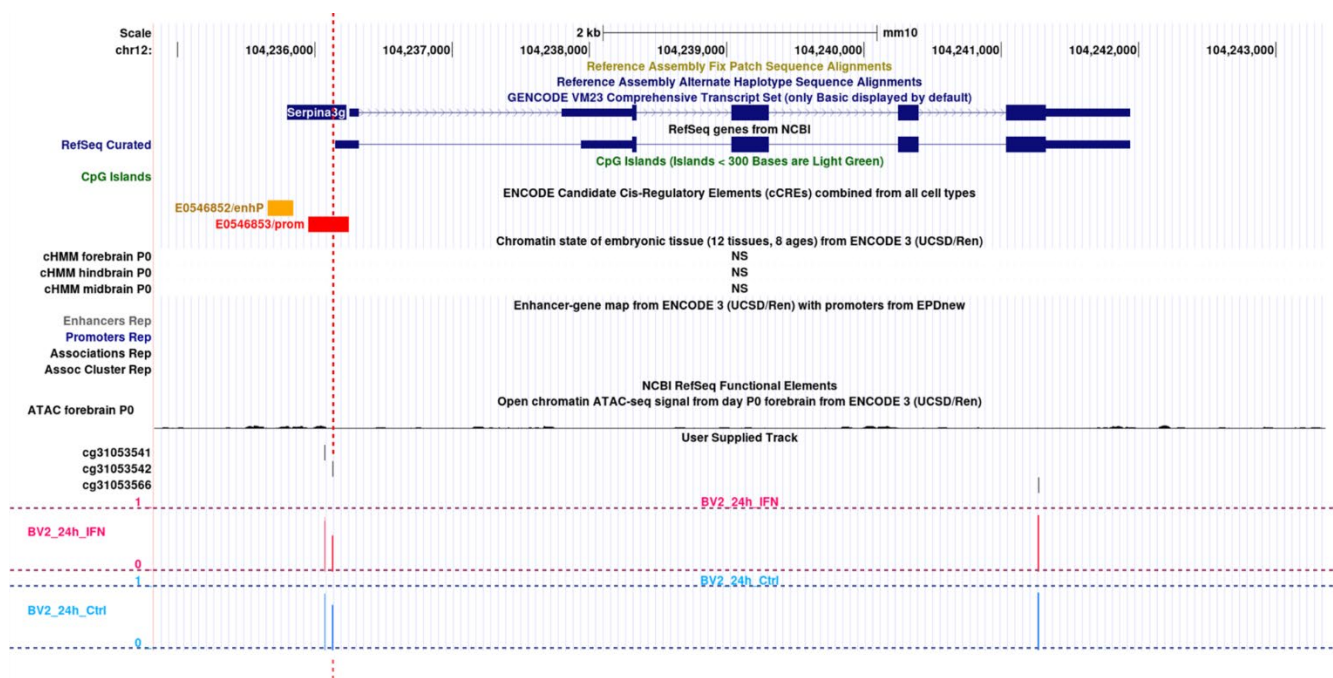 Scale 2 kb mm10
chr12: 104,236,000 104,237,000 104,238,000 104,239,000 104,240,000 104,241,000 104,242,000 104,243,000
Reference Assembly Fix Patch Sequence Alignments
Reference Assembly Alternate Haplotype Sequence Alignments
GENCODE VM23 Comprehensive Transcript Set (only Basic displayed by default)
Serpina3g
RefSeq genes from NCBI
RefSeq Curated
CpG Islands (Islands < 300 Bases are Light Green)
CpG Islands
ENCODE Candidate Cis-Regulatory Elements (cCREs) combined from all cell types
E0546852/enhP
E0546853/prom
Chromatin state of embryonic tissue (12 tissues, 8 ages) from ENCODE 3 (UCSD/Ren)
cHMM forebrain P0 NS
cHMM hindbrain P0 NS
cHMM midbrain P0 NS
Enhancer-gene map from ENCODE 3 (UCSD/Ren) with promoters from EPDnew
Enhancers Rep
Promoters Rep
Associations Rep
Assoc Cluster Rep
NCBI RefSeq Functional Elements
Open chromatin ATAC-seq signal from day P0 forebrain from ENCODE 3 (UCSD/Ren)
ATAC forebrain P0
User Supplied Track
cg31053541
cg31053542
cg31053566
1 BV2_24h_IFN
BV2_24h_IFN
0
1 BV2_24h_Ctrl
BV2_24h_Ctrl
0